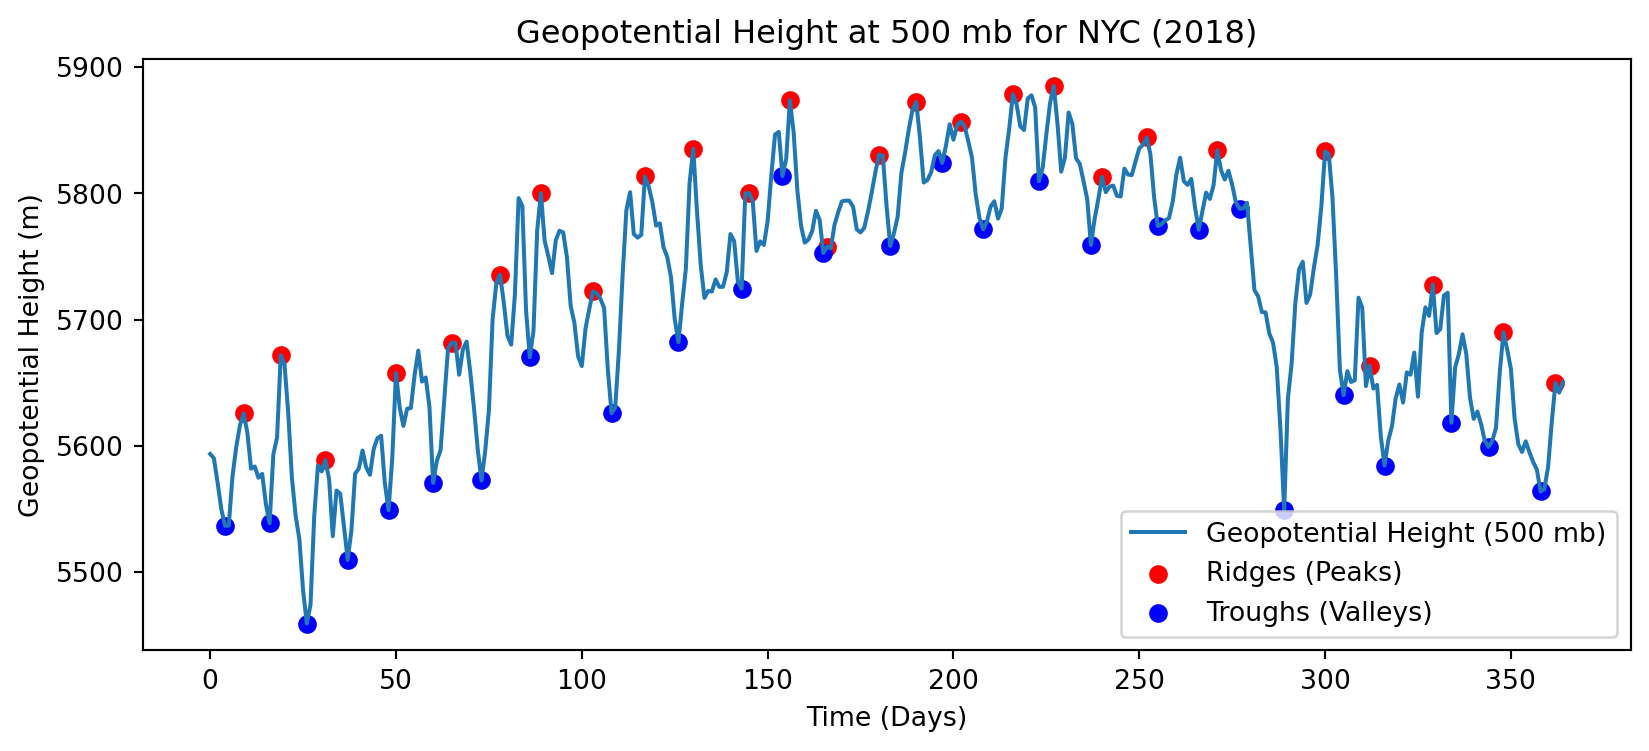 Geopotential Height at 500 mb for NYC (2018)
Geopotential Height (m)
5900
5800
5700
5600
5500
0 50 100 150 200 250 300 350
Time (Days)
Geopotential Height (500 mb)
Ridges (Peaks)
Troughs (Valleys)